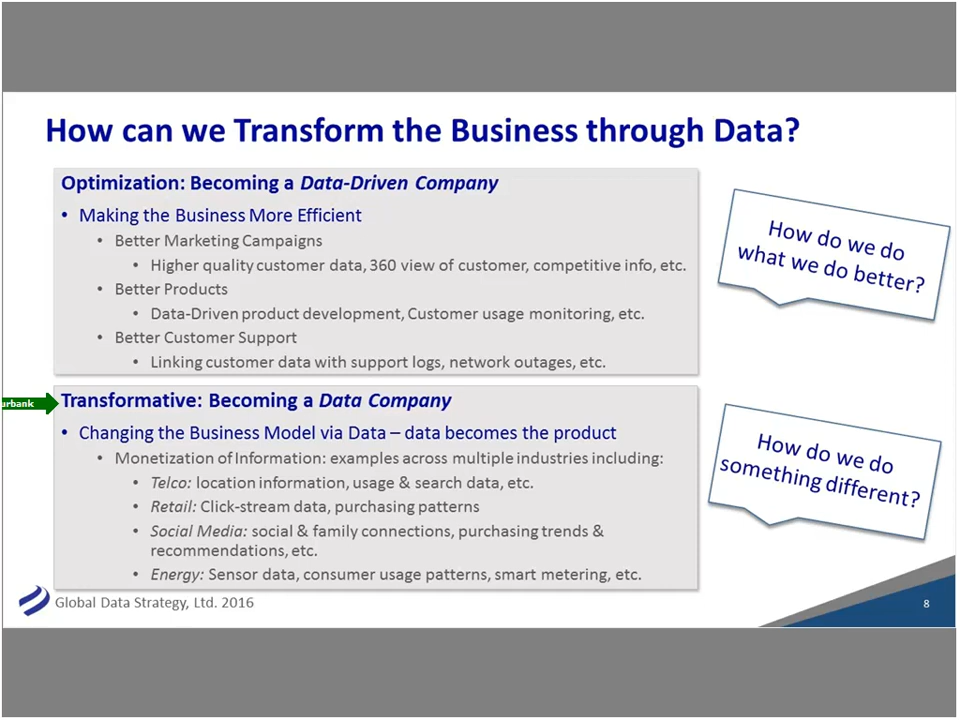 How can we Transform the Business through Data?
Optimization: Becoming a Data-Driven Company
• Making the Business More Efficient
• Better Marketing Campaigns
• Higher quality customer data, 360 view of customer, competitive info, etc.
• Better Products
• Data-Driven product development, Customer usage monitoring, etc.
• Better Customer Support
• Linking customer data with support logs, network outages, etc.
How do we do
what we do better?
urbank
Transformative: Becoming a Data Company
• Changing the Business Model via Data – data becomes the product
• Monetization of Information: examples across multiple industries including:
• Telco: location information, usage & search data, etc.
• Retail: Click-stream data, purchasing patterns
• Social Media: social & family connections, purchasing trends &
recommendations, etc.
• Energy: Sensor data, consumer usage patterns, smart metering, etc.
How do we do
something different?
Global Data Strategy, Ltd. 2016
8